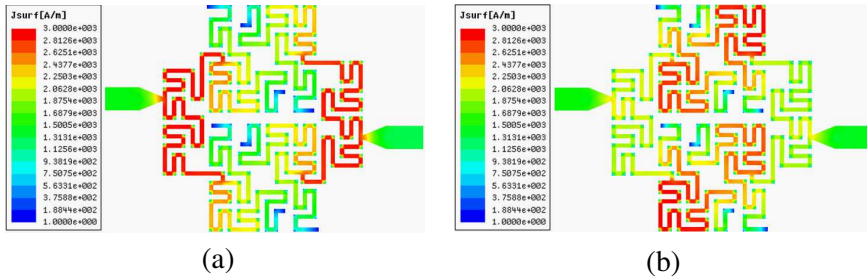 Jsurf[A/m]
3.0000e+003
2.8126e+003
2.6251e+003
2.4377e+003
2.2503e+003
2.0628e+003
1.8754e+003
1.6879e+003
1.5005e+003
1.3131e+003
1.1256e+003
9.3819e+002
7.5075e+002
5.6331e+002
3.7588e+002
1.8844e+002
1.0000e+000
(a)
Jsurf[A/m]
3.0000e+003
2.8126e+003
2.6251e+003
2.4377e+003
2.2503e+003
2.0628e+003
1.8754e+003
1.6879e+003
1.5005e+003
1.3131e+003
1.1256e+003
9.3819e+002
7.5075e+002
5.6331e+002
3.7588e+002
1.8844e+002
1.0000e+000
(b)